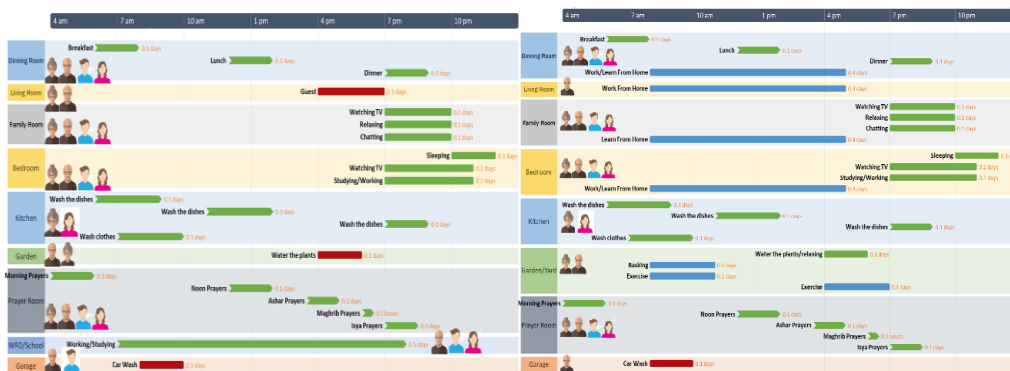 4 am 7 am 10 am 1 pm 4 pm 7 pm 10 pm
Dinning Room
Breakfast 0.1 days
Lunch 0.1 days
Dinner 0.1 days
Living Room
Guest 0.1 days
Family Room
Watching TV 0.1 days
Relaxing 0.1 days
Chatting 0.1 days
Bedroom
Sleeping 0.1 days
Watching TV 0.2 days
Studying/Working 0.2 days
Kitchen
Wash the dishes 0.1 days
Wash the dishes 0.1 days
Wash the dishes 0.1 days
Wash clothes 0.1 days
Garden
Water the plants 0.1 days
Prayer Room
Morning Prayers 0.1 days
Noon Prayers 0.1 days
Ashar Prayers 0.1 days
Maghrib Prayers 0.5 hours
Isya Prayers 0.1 days
WFO/School
Working/Studying 0.5 days
Garage
Car Wash 0.1 days
4 am 7 am 10 am 1 pm 4 pm 7 pm 10 pm
Dinning Room
Breakfast 0.1 days
Lunch 0.1 days
Dinner 0.1 days
Work/Learn From Home 0.4 days
Living Room
Work From Home 0.4 days
Family Room
Watching TV 0.1 days
Relaxing 0.1 days
Chatting 0.1 days
Learn From Home 0.4 days
Bedroom
Sleeping
Watching TV 0.2 days
Studying/Working 0.2 days
Work/Learn From Home 0.4 days
Kitchen
Wash the dishes 0.1 days
Wash the dishes 0.1 days
Wash the dishes 0.1 days
Wash clothes 0.1 days
Garden/Yard
Water the plants/relaxing 0.1 days
Basking 0.1 days
Exercise 0.1 days
Exercise 0.1 days
Prayer Room
Morning Prayers 0.1 days
Noon Prayers 0.1 days
Ashar Prayers 0.1 days
Maghrib Prayers 0.5 hours
Isya Prayers 0.1 days
Garage
Car Wash 0.1 days